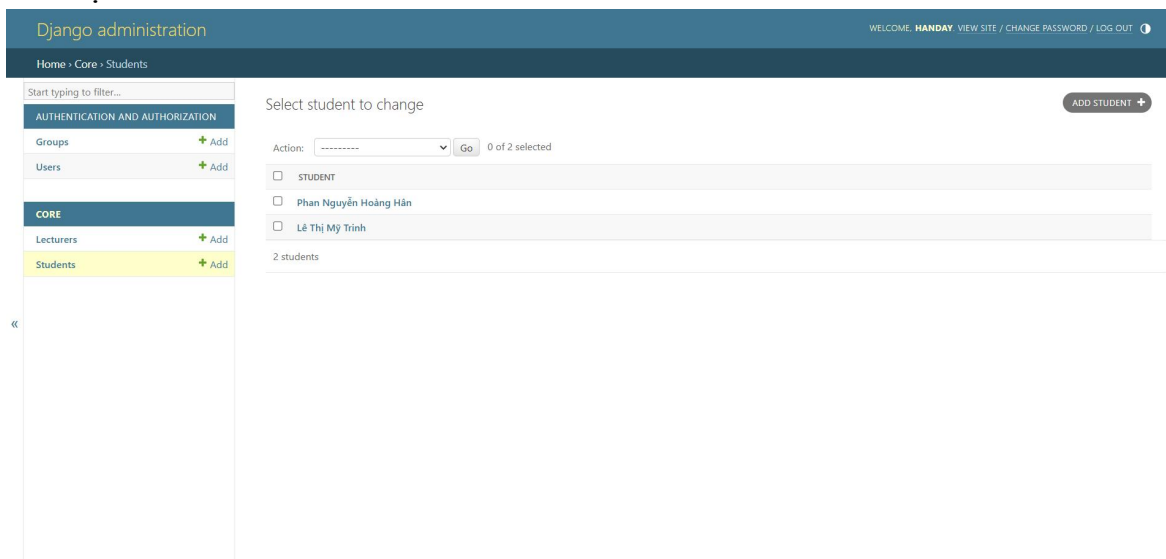 Django administration
WELCOME, HANDAY. VIEW SITE / CHANGE PASSWORD / LOG OUT
Home › Core › Students
Start typing to filter...
AUTHENTICATION AND AUTHORIZATION
Groups + Add
Users + Add
CORE
Lecturers + Add
Students + Add
«
Select student to change
ADD STUDENT +
Action: --------- Go 0 of 2 selected
STUDENT
Phan Nguyễn Hoàng Hân
Lê Thị Mỹ Trinh
2 students